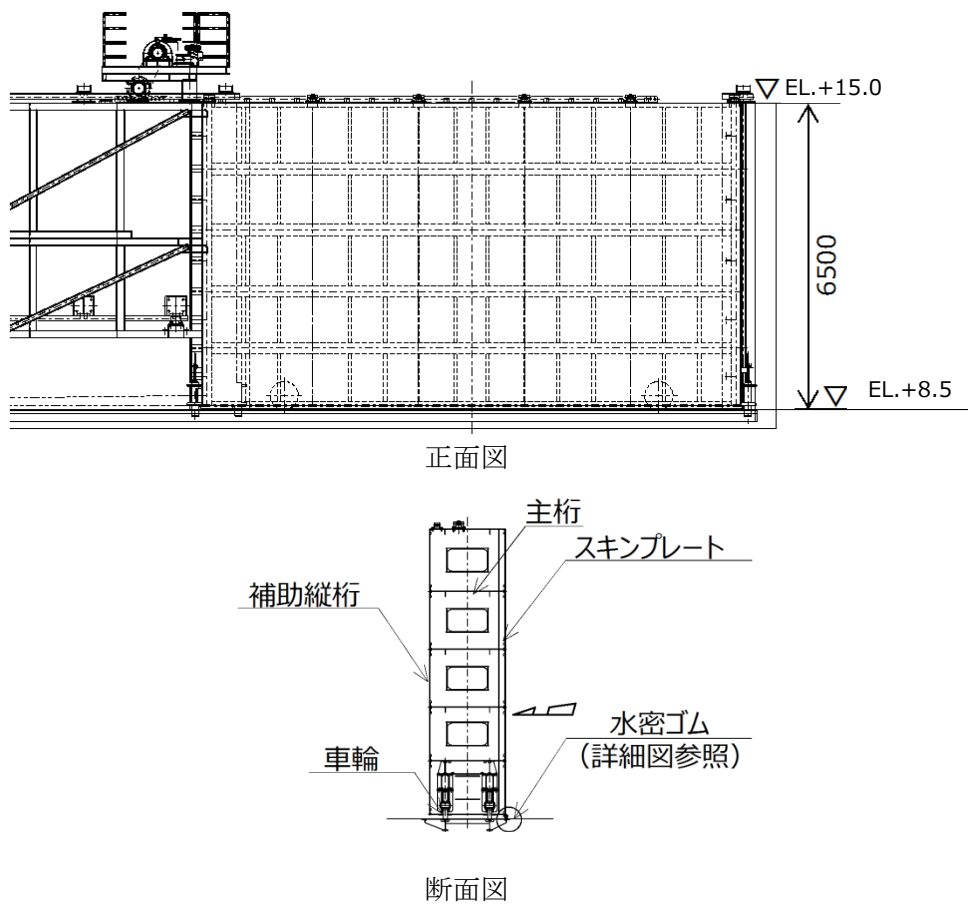 ▽ EL.+15.0
6500
▽ EL.+8.5
正面図
主桁
スキンプレート
補助縦桁
水密ゴム
（詳細図参照）
車輪
断面図